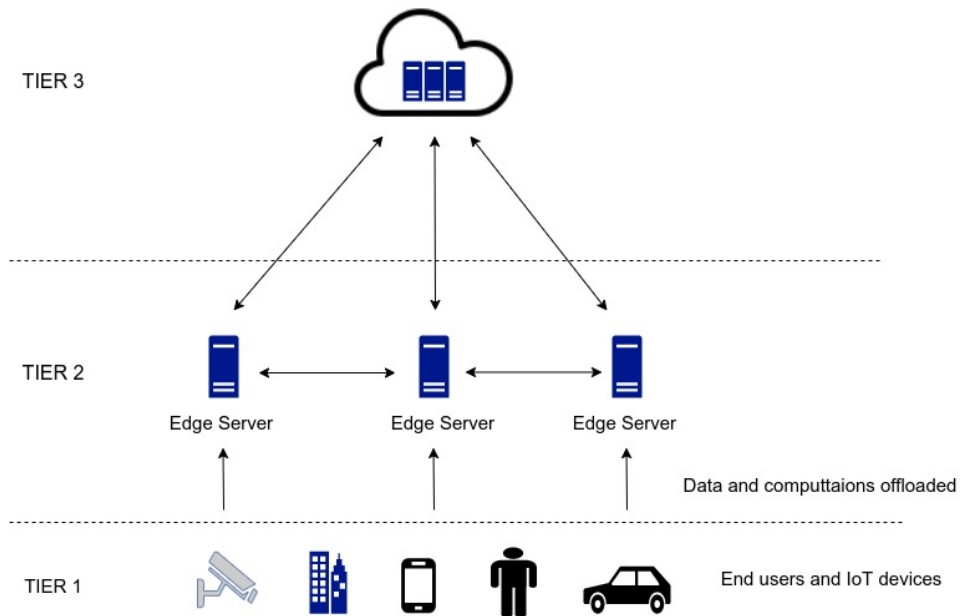 TIER 3
TIER 2
Edge Server
Edge Server
Edge Server
Data and computtaions offloaded
TIER 1
End users and IoT devices